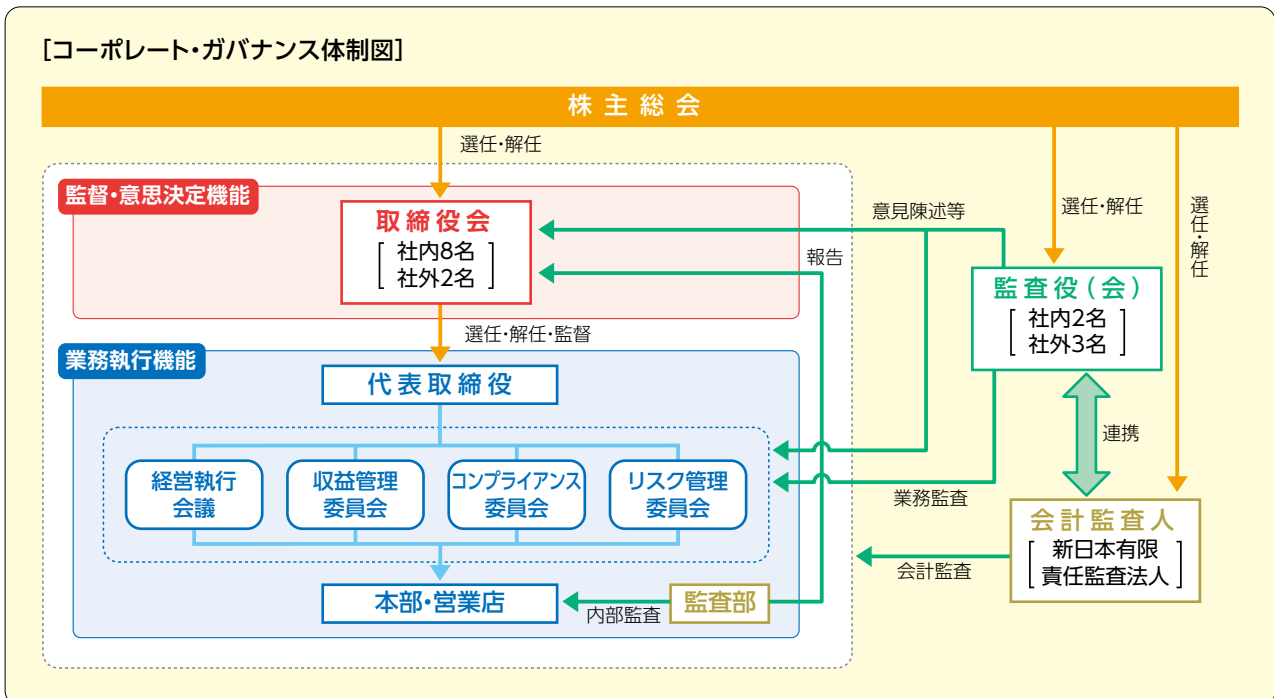 [コーポレート・ガバナンス体制図]
株主総会
選任・解任
監督・意思決定機能
取締役会
社内8名
社外2名
意見陳述等
選任・解任
選任・解任
報告
監査役(会)
社内2名
社外3名
選任・解任・監督
業務執行機能
代表取締役
連携
経営執行
会議
収益管理
委員会
コンプライアンス
委員会
リスク管理
委員会
業務監査
会計監査人
新日本有限
責任監査法人
会計監査
本部・営業店
内部監査
監査部